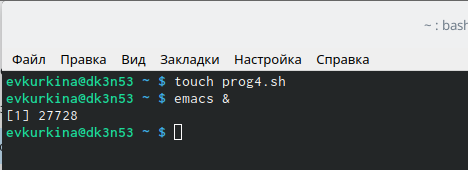 ~ : bash
Файл Правка Вид Закладки Настройка Справка
evkurkina@dk3n53 ~ $ touch prog4.sh
evkurkina@dk3n53 ~ $ emacs &
[1] 27728
evkurkina@dk3n53 ~ $